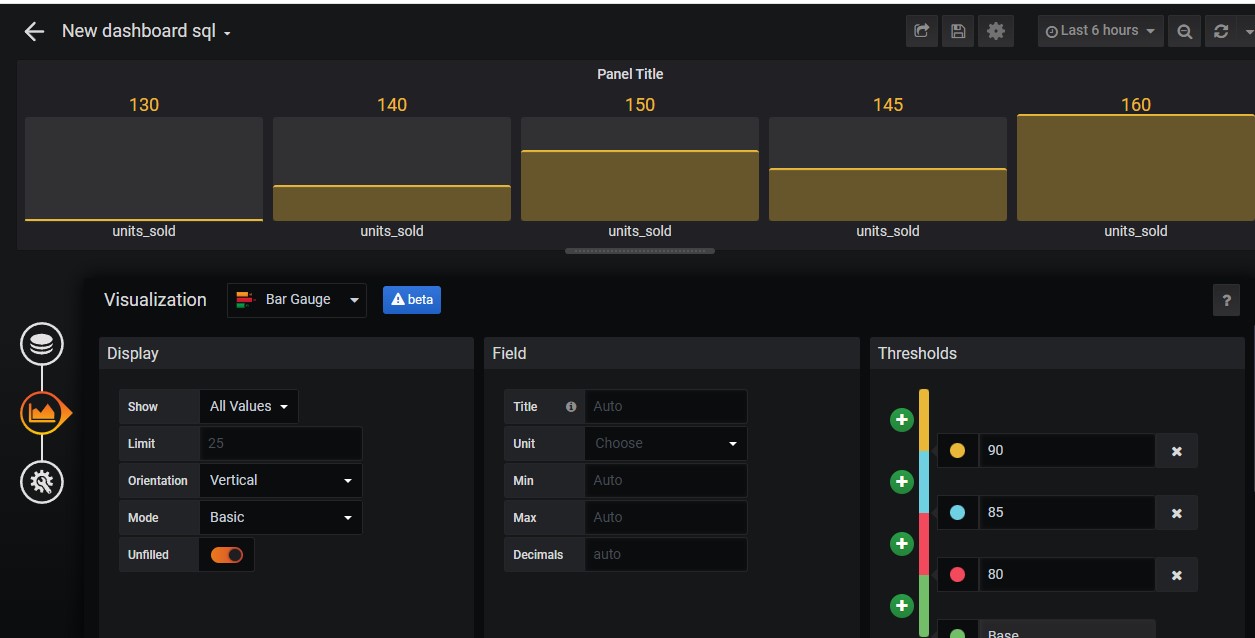 New dashboard sql
Last 6 hours
Panel Title
130 140 150 145 160
units_sold units_sold units_sold units_sold units_sold
Visualization Bar Gauge beta ?
Display Field Thresholds
Show All Values Title Auto
Limit 25 Unit Choose 90
Orientation Vertical Min Auto
Mode Basic Max Auto 85
Unfilled Decimals auto
80
Base